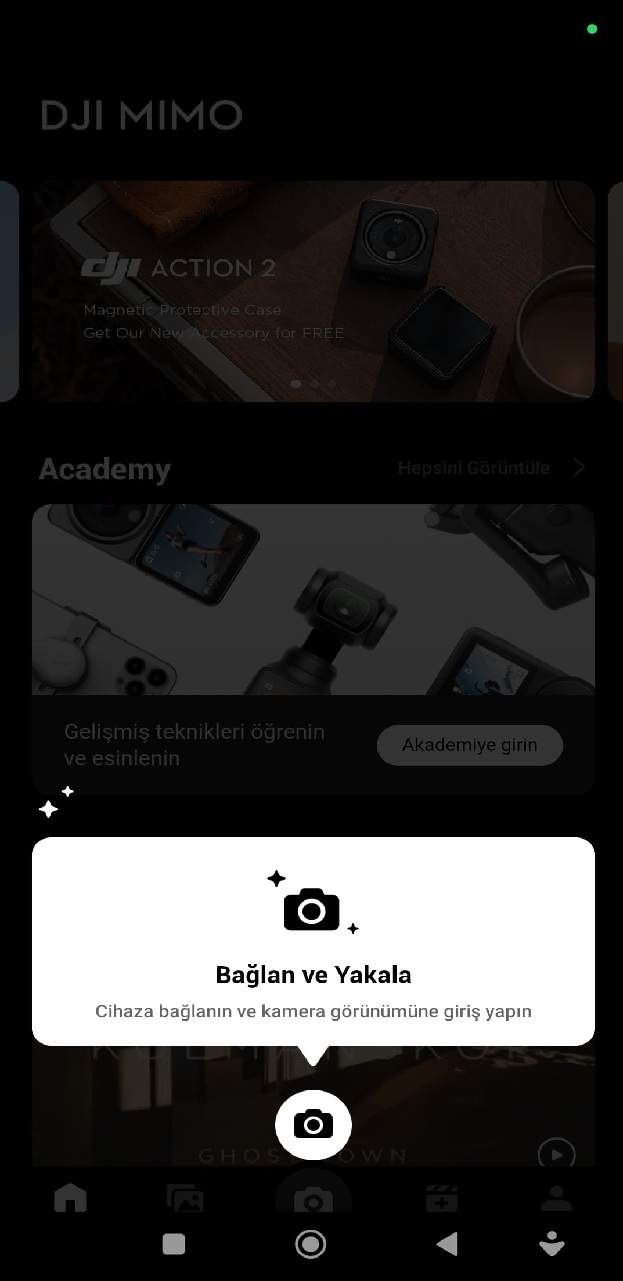 DJI MIMO
dji ACTION 2
Magnetic Protective Case
Get Our New Accessory for FREE
Academy
Hepsini Görüntüle
Gelişmiş teknikleri öğrenin
ve esinlenin
Akademiye girin
Bağlan ve Yakala
Cihaza bağlanın ve kamera görünümüne giriş yapın